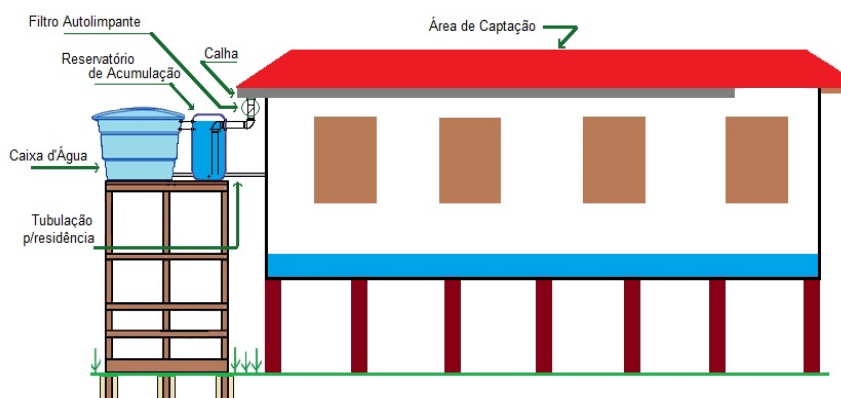 Filtro Autolimpante
Calha
Área de Captação
Reservatório
de Acumulação
Caixa d'Água
Tubulação
p/residência